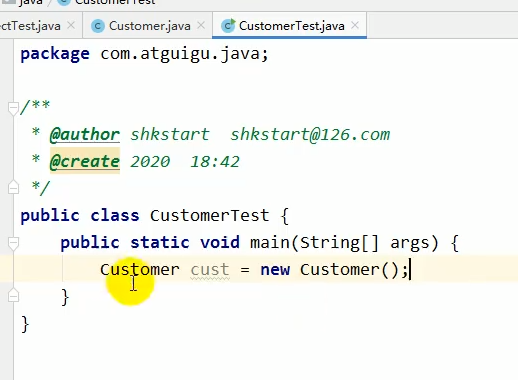 java CustomerTest
ctTest.java Customer.java CustomerTest.java
package com.atguigu.java;
/**
* @author shkstart shkstart@126.com
* @create 2020 18:42
*/
public class CustomerTest {
public static void main(String[] args) {
Customer cust = new Customer();
}
}